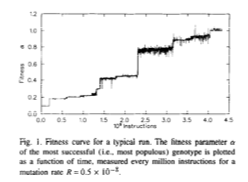 1.2
1.0
0.8
0.6
0.4
0.2
0.0
Fitness α
0.0 0.5 1.0 1.5 2.0 2.5 3.0 3.5 4.0 4.5
Instructions
Fig. 1. Fitness curve for a typical run. The fitness parameter α
of the most successful (i.e., most populous) genotype is plotted
as a function of time, measured every million instructions for a
mutation rate R = 0.5 × 10⁻³.